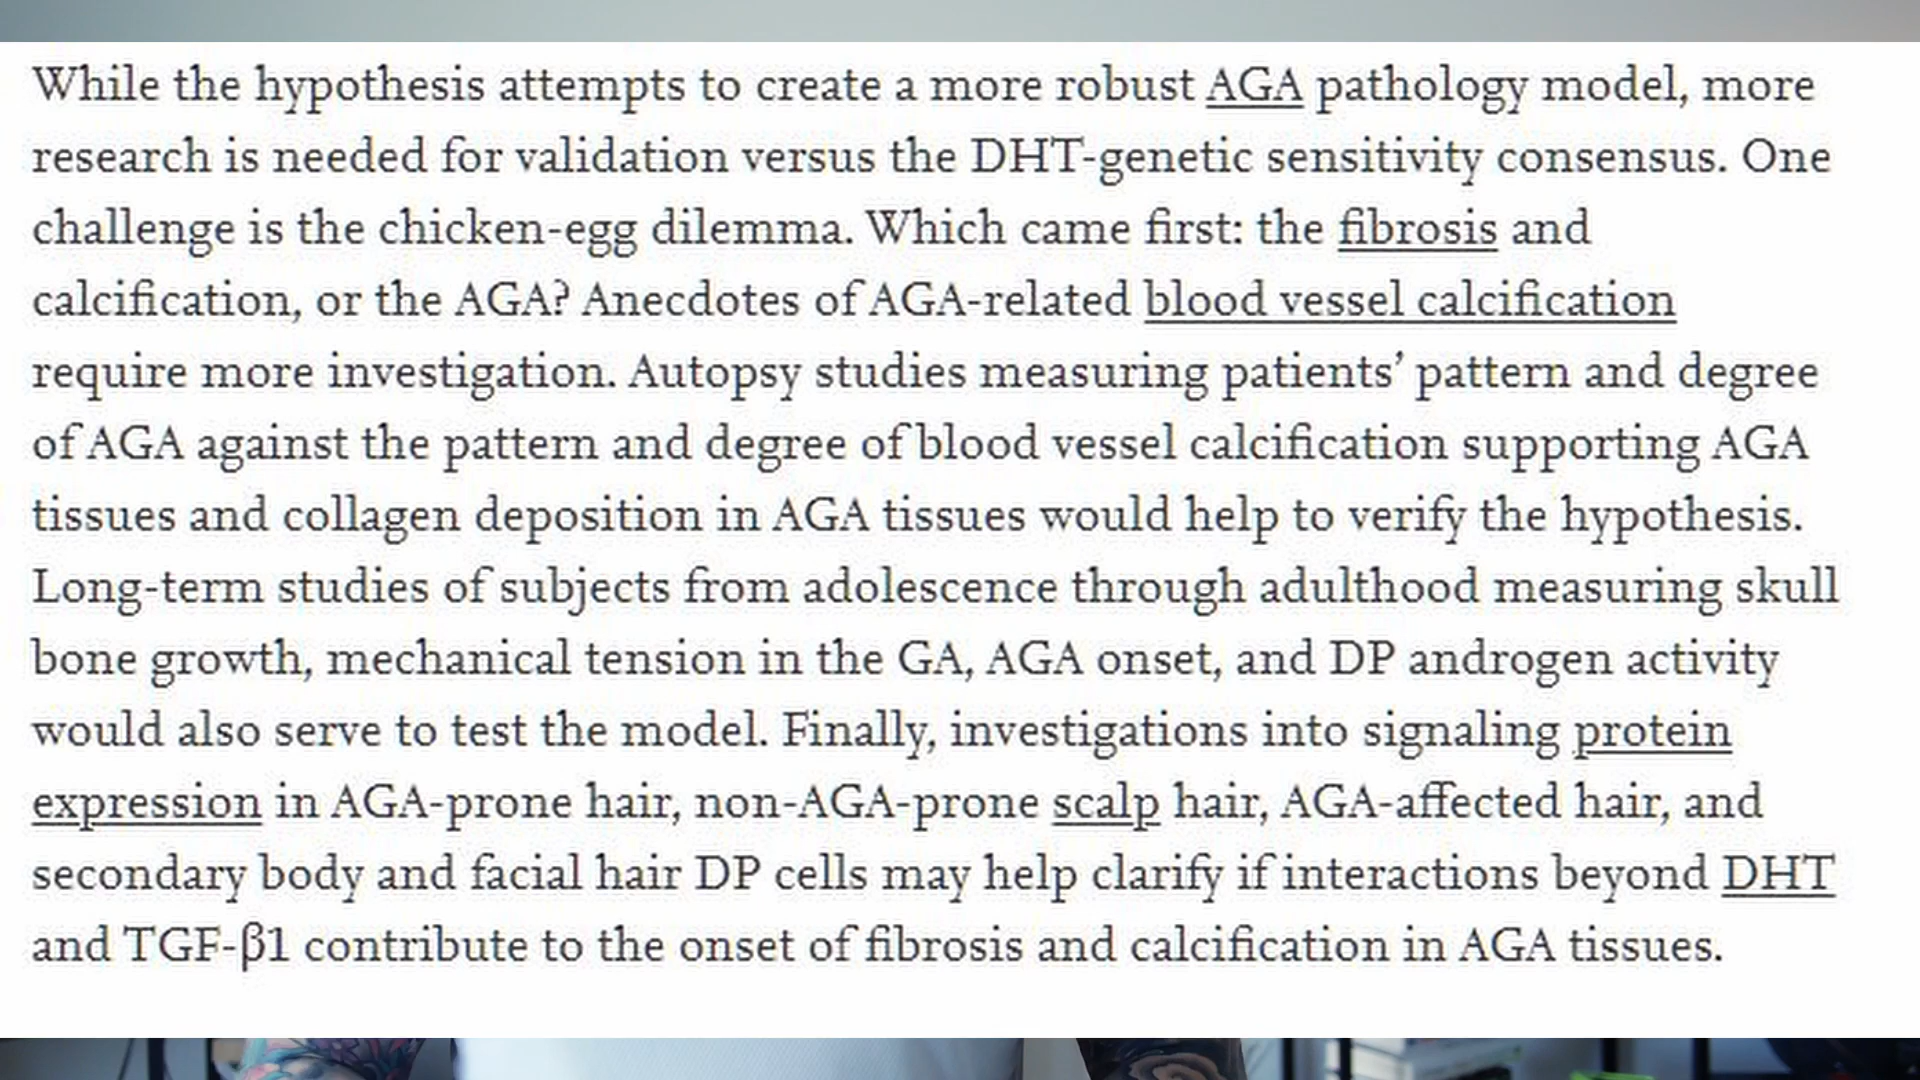 While the hypothesis attempts to create a more robust AGA pathology model, more
research is needed for validation versus the DHT-genetic sensitivity consensus. One
challenge is the chicken-egg dilemma. Which came first: the fibrosis and
calcification, or the AGA? Anecdotes of AGA-related blood vessel calcification
require more investigation. Autopsy studies measuring patients’ pattern and degree
of AGA against the pattern and degree of blood vessel calcification supporting AGA
tissues and collagen deposition in AGA tissues would help to verify the hypothesis.
Long-term studies of subjects from adolescence through adulthood measuring skull
bone growth, mechanical tension in the GA, AGA onset, and DP androgen activity
would also serve to test the model. Finally, investigations into signaling protein
expression in AGA-prone hair, non-AGA-prone scalp hair, AGA-affected hair, and
secondary body and facial hair DP cells may help clarify if interactions beyond DHT
and TGF-β1 contribute to the onset of fibrosis and calcification in AGA tissues.